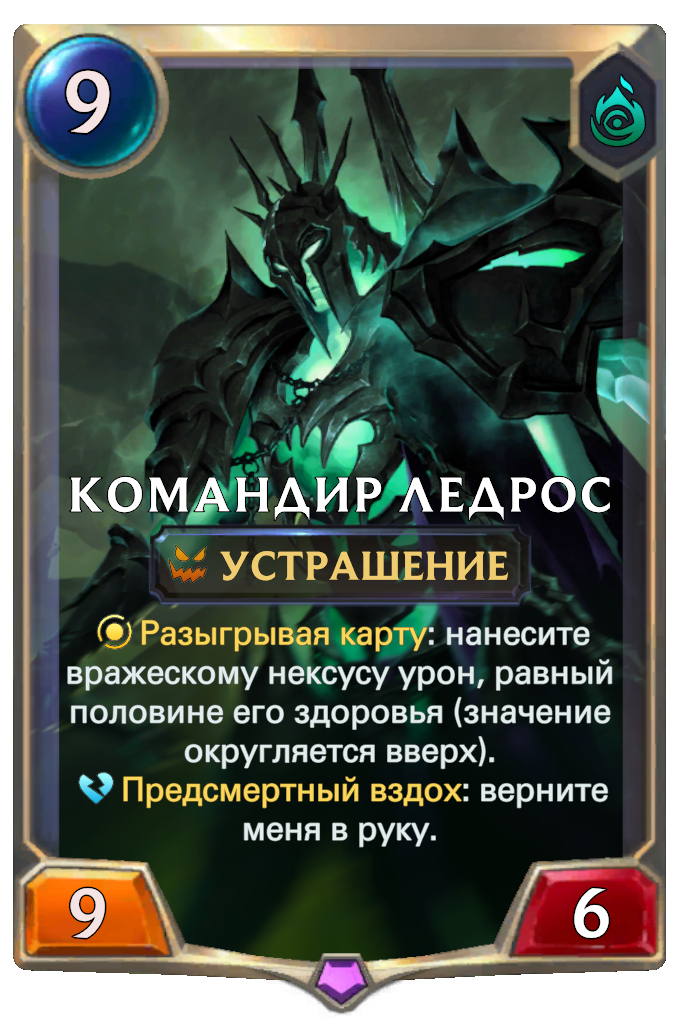 9
КОМАНДИР ЛЕДРОС
УСТРАШЕНИЕ
Разыгрывая карту: нанесите
вражескому нексусу урон, равный
половине его здоровья (значение
округляется вверх).
Предсмертный вздох: верните
меня в руку.
9
6